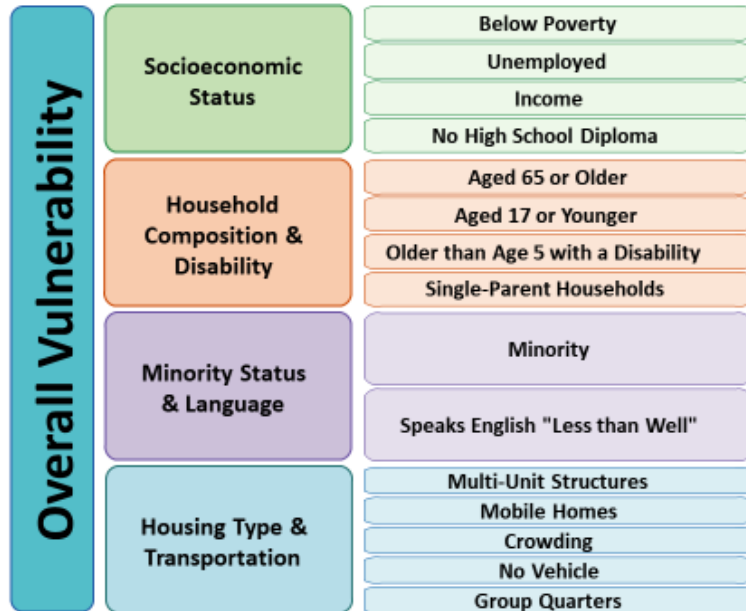 Overall Vulnerability
Socioeconomic
Status
Below Poverty
Unemployed
Income
No High School Diploma
Household
Composition &
Disability
Aged 65 or Older
Aged 17 or Younger
Older than Age 5 with a Disability
Single-Parent Households
Minority Status
& Language
Minority
Speaks English "Less than Well"
Housing Type &
Transportation
Multi-Unit Structures
Mobile Homes
Crowding
No Vehicle
Group Quarters